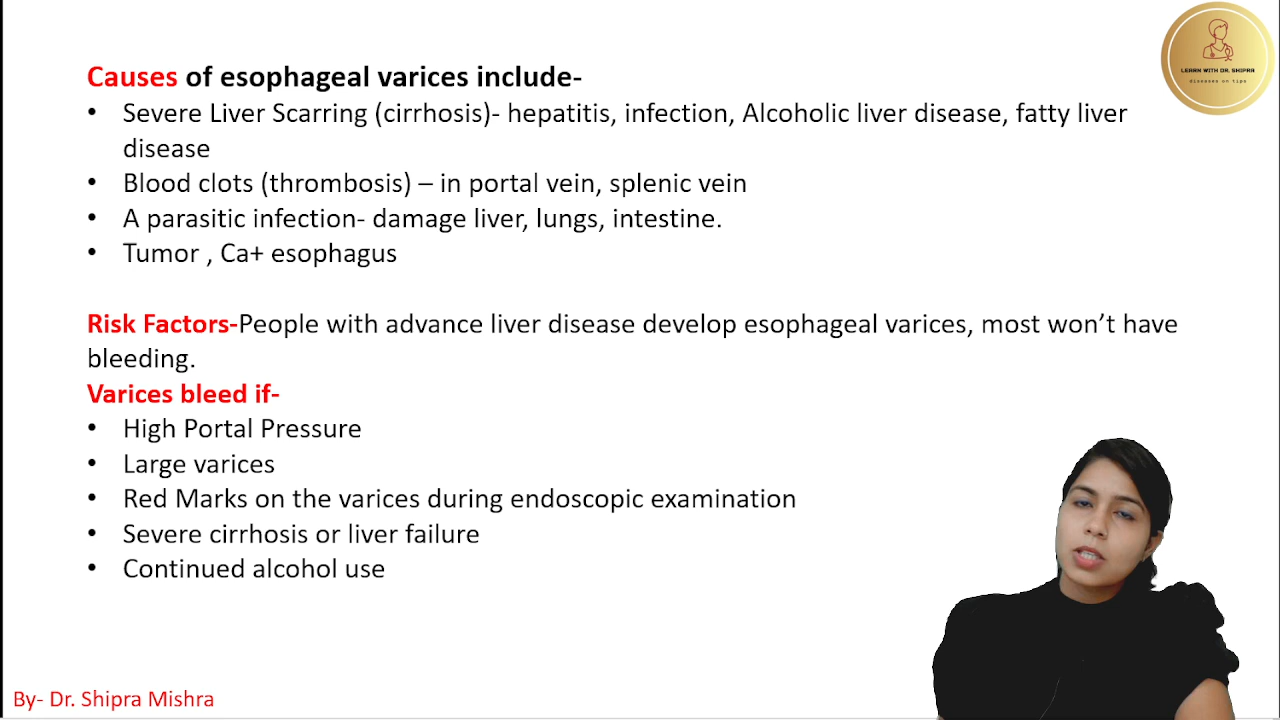 LEARN WITH DR. SHIPRA
diseases on tips
Causes of esophageal varices include-
• Severe Liver Scarring (cirrhosis)- hepatitis, infection, Alcoholic liver disease, fatty liver
disease
• Blood clots (thrombosis) – in portal vein, splenic vein
• A parasitic infection- damage liver, lungs, intestine.
• Tumor , Ca+ esophagus
Risk Factors-People with advance liver disease develop esophageal varices, most won’t have
bleeding.
Varices bleed if-
• High Portal Pressure
• Large varices
• Red Marks on the varices during endoscopic examination
• Severe cirrhosis or liver failure
• Continued alcohol use
By- Dr. Shipra Mishra